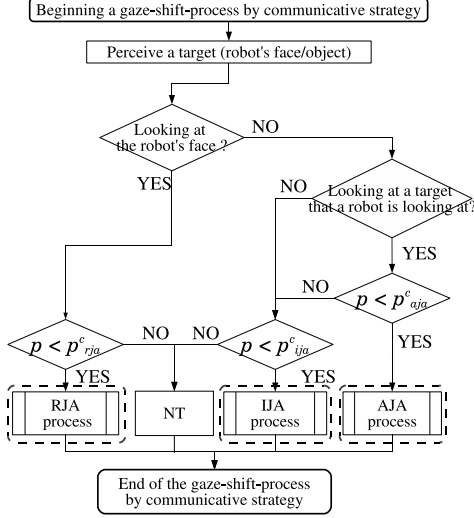 Beginning a gaze-shift-process by communicative strategy
Perceive a target (robot's face/object)
Looking at
the robot's face ?
NO
YES
NO
Looking at a target
that a robot is looking at?
YES
NO
p < p^c_aja
p < p^c_rja
NO
NO
p < p^c_ija
YES
YES
YES
RJA
process
NT
IJA
process
AJA
process
End of the gaze-shift-process
by communicative strategy